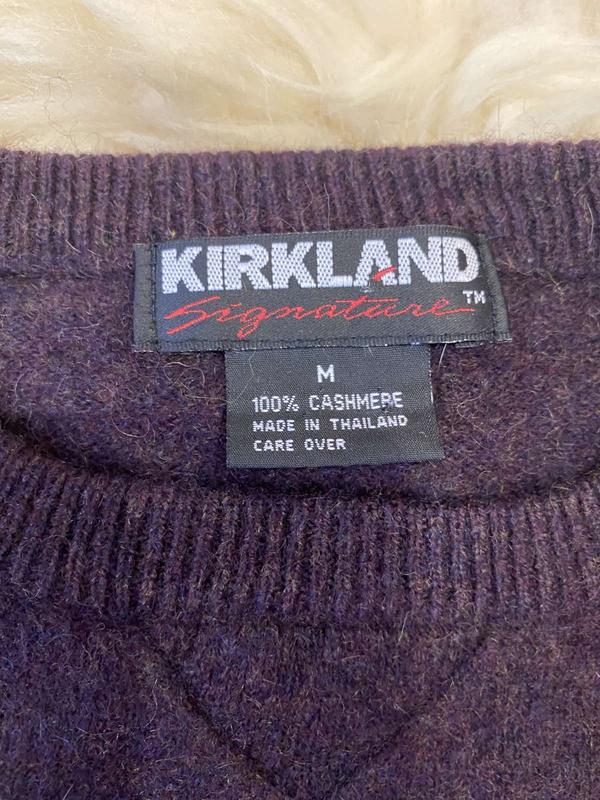 KIRKLAND
Signature™
M
100% CASHMERE
MADE IN THAILAND
CARE OVER